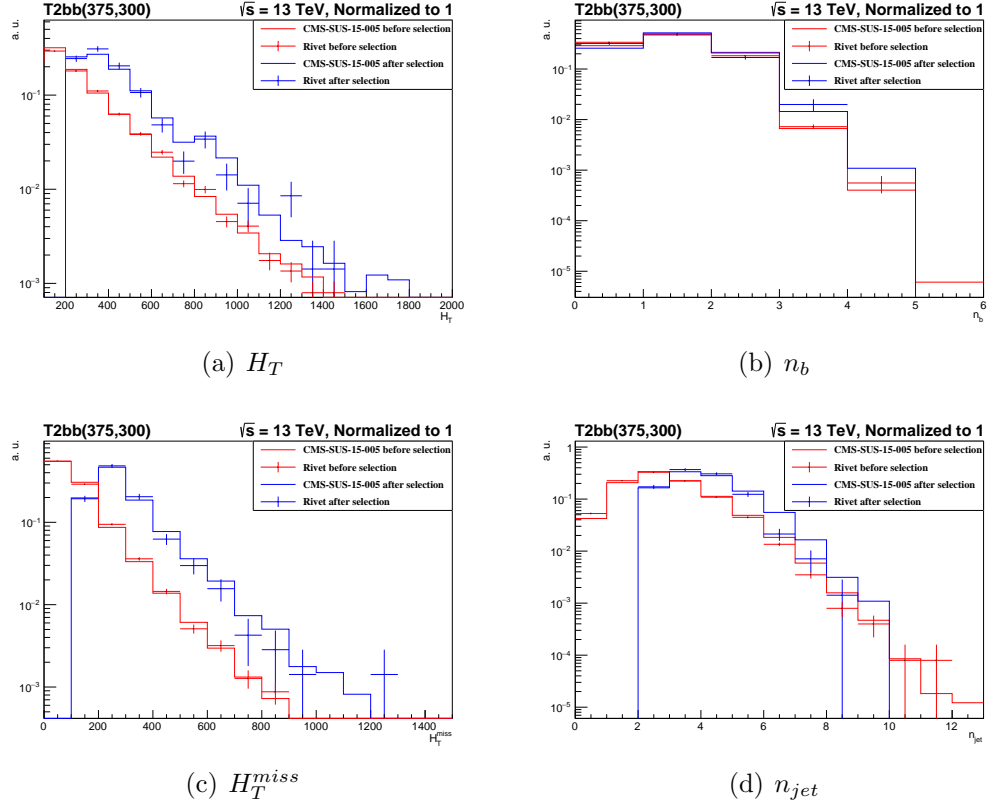 T2bb(375,300) √s = 13 TeV, Normalized to 1
a. u.
CMS-SUS-15-005 before selection
Rivet before selection
CMS-SUS-15-005 after selection
Rivet after selection
10⁻¹
10⁻²
10⁻³
200 400 600 800 1000 1200 1400 1600 1800 2000
H_T
(a) H_T
T2bb(375,300) √s = 13 TeV, Normalized to 1
a. u.
CMS-SUS-15-005 before selection
Rivet before selection
CMS-SUS-15-005 after selection
Rivet after selection
10⁻¹
10⁻²
10⁻³
10⁻⁴
10⁻⁵
0 1 2 3 4 5 6
n_b
(b) n_b
T2bb(375,300) √s = 13 TeV, Normalized to 1
a. u.
CMS-SUS-15-005 before selection
Rivet before selection
CMS-SUS-15-005 after selection
Rivet after selection
10⁻¹
10⁻²
10⁻³
0 200 400 600 800 1000 1200 1400
H_T^miss
(c) H_T^miss
T2bb(375,300) √s = 13 TeV, Normalized to 1
a. u.
CMS-SUS-15-005 before selection
Rivet before selection
CMS-SUS-15-005 after selection
Rivet after selection
1
10⁻¹
10⁻²
10⁻³
10⁻⁴
10⁻⁵
0 2 4 6 8 10 12
n_jet
(d) n_jet